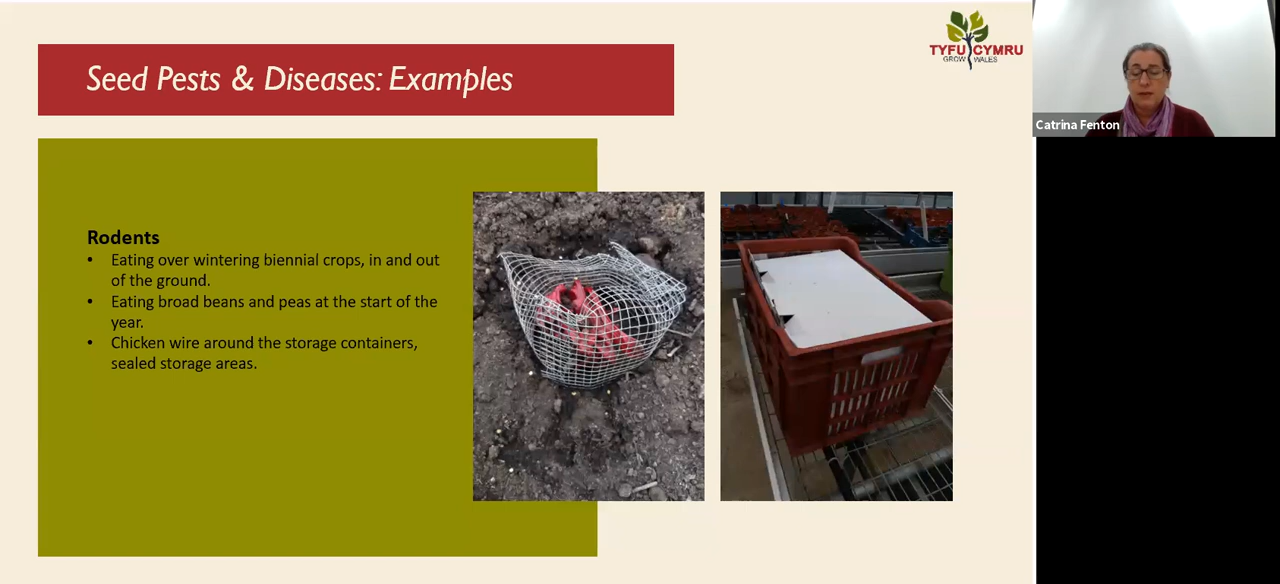 TYFU CYMRU
GROW WALES
Seed Pests & Diseases: Examples
Catrina Fenton
Rodents
• Eating over wintering biennial crops, in and out
of the ground.
• Eating broad beans and peas at the start of the
year.
• Chicken wire around the storage containers,
sealed storage areas.